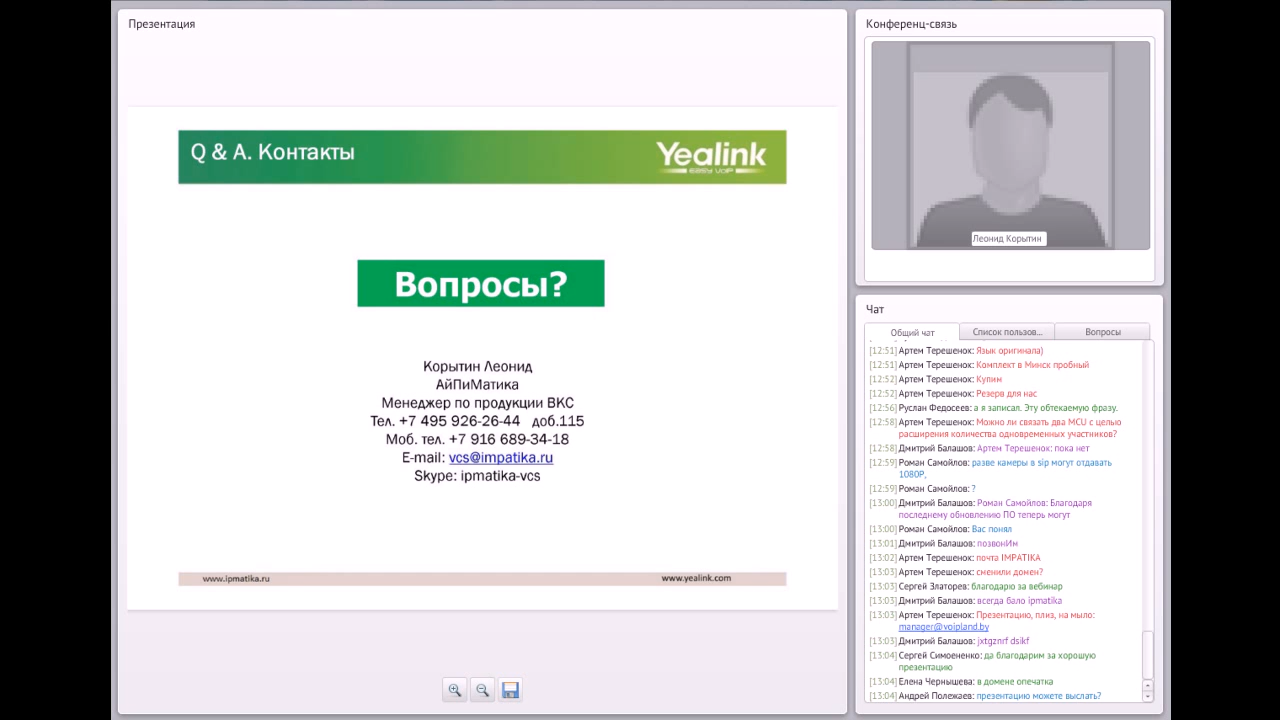 Презентация
Q & A. Контакты
Yealink
EASY VOIP
Вопросы?
Корытин Леонид
АйПиМатика
Менеджер по продукции ВКС
Тел. +7 495 926-26-44 доб.115
Моб. тел. +7 916 689-34-18
E-mail: vcs@impatika.ru
Skype: ipmatika-vcs
www.ipmatika.ru
www.yealink.com
Конференц-связь
Леонид Корытин
Чат
Общий чат
Список пользов...
Вопросы
[12:51] Артем Терешенок: Язык оригинала)
[12:51] Артем Терешенок: Комплект в Минск пробный
[12:52] Артем Терешенок: Купим
[12:52] Артем Терешенок: Резерв для нас
[12:56] Руслан Федосеев: а я записал. Эту обтекаемую фразу.
[12:58] Артем Терешенок: Можно ли связать два MCU с целью
расширения количества одновременных участников?
[12:58] Дмитрий Балашов: Артем Терешенок: пока нет
[12:59] Роман Самойлов: разве камеры в sip могут отдавать
1080P,
[12:59] Роман Самойлов: ?
[13:00] Дмитрий Балашов: Роман Самойлов: Благодаря
последнему обновлению ПО теперь могут
[13:00] Роман Самойлов: Вас понял
[13:01] Дмитрий Балашов: позвонИм
[13:02] Артем Терешенок: почта IMPATIKA
[13:03] Артем Терешенок: сменили домен?
[13:03] Сергей Златорев: благодарю за вебинар
[13:03] Дмитрий Балашов: всегда бало ipmatika
[13:03] Артем Терешенок: Презентацию, плиз, на мыло:
manager@voipland.by
[13:03] Дмитрий Балашов: jxtgznrf dsikf
[13:04] Сергей Симоененко: да благодарим за хорошую
презентацию
[13:04] Елена Чернышева: в домене опечатка
[13:04] Андрей Полежаев: презентацию можете выслать?